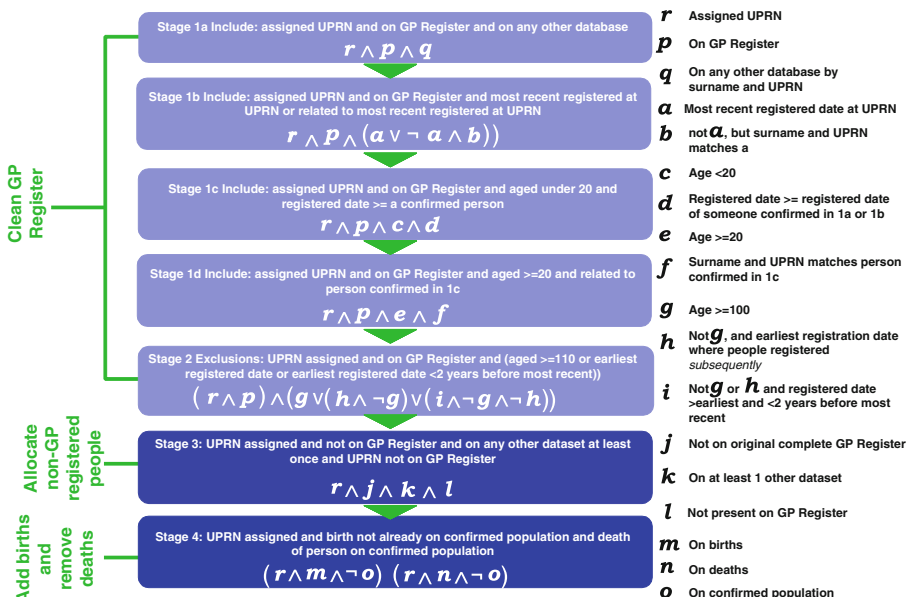 Stage 1a Include: assigned UPRN and on GP Register and on any other database
r ∧ p ∧ q
Stage 1b Include: assigned UPRN and on GP Register and most recent registered at
UPRN or related to most recent registered at UPRN
r ∧ p ∧ (a ∨ ¬ a ∧ b))
Stage 1c Include: assigned UPRN and on GP Register and aged under 20 and
registered date >= a confirmed person
r ∧ p ∧ c ∧ d
Stage 1d Include: assigned UPRN and on GP Register and aged >=20 and related to
person confirmed in 1c
r ∧ p ∧ e ∧ f
Stage 2 Exclusions: UPRN assigned and on GP Register and (aged >=110 or earliest
registered date or earliest registered date <2 years before most recent))
( r ∧ p ) ∧ (g ∨ (h ∧ ¬g) ∨ (i ∧ ¬g ∧ ¬h))
Stage 3: UPRN assigned and not on GP Register and on any other dataset at least
once and UPRN not on GP Register
r ∧ j ∧ k ∧ l
Stage 4: UPRN assigned and birth not already on confirmed population and death
of person on confirmed population
(r ∧ m ∧ ¬ o) (r ∧ n ∧ ¬ o)
Clean GP
Register
Allocate
non-GP
registered
people
Add births
and
remove
deaths
r Assigned UPRN
p On GP Register
q On any other database by
surname and UPRN
a Most recent registered date at UPRN
b not a, but surname and UPRN
matches a
c Age <20
d Registered date >= registered date
of someone confirmed in 1a or 1b
e Age >=20
f Surname and UPRN matches person
confirmed in 1c
g Age >=100
h Not g, and earliest registration date
where people registered
subsequently
i Not g or h and registered date
>earliest and <2 years before most
recent
j Not on original complete GP Register
k On at least 1 other dataset
l Not present on GP Register
m On births
n On deaths
o On confirmed population